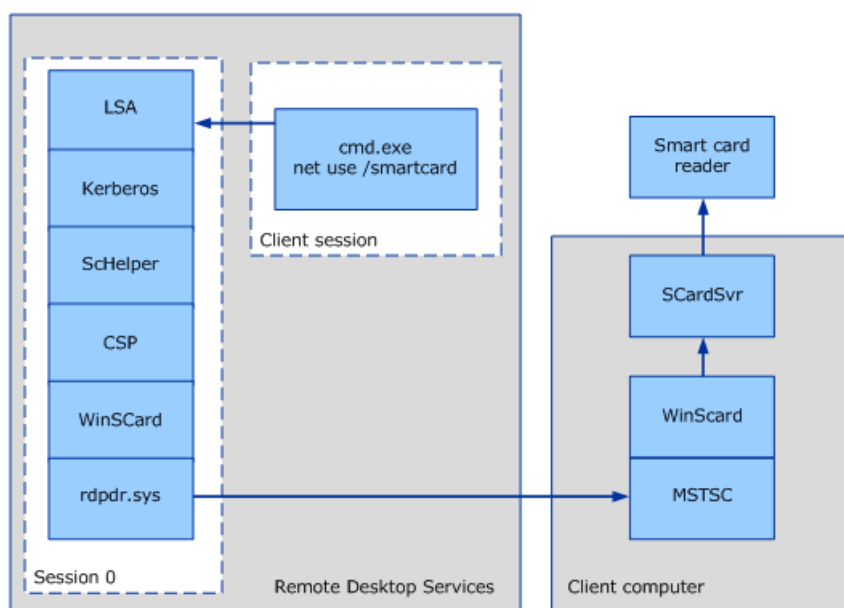 LSA
Kerberos
ScHelper
CSP
WinSCard
rdpdr.sys
Session 0
cmd.exe
net use /smartcard
Client session
Remote Desktop Services
Smart card
reader
SCardSvr
WinScard
MSTSC
Client computer